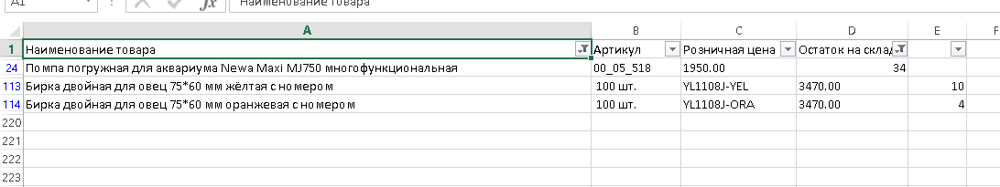 A1 fx Наименование товара
A B C D E F
1 Наименование товара Артикул Розничная цена Остаток на склад
24 Помпа погружная для аквариума Newa Maxi MJ750 многофункциональная 00_05_518 1950.00 34
113 Бирка двойная для овец 75*60 мм жёлтая с номером 100 шт. YL1108J-YEL 3470.00 10
114 Бирка двойная для овец 75*60 мм оранжевая с номером 100 шт. YL1108J-ORA 3470.00 4
220
221
222
223